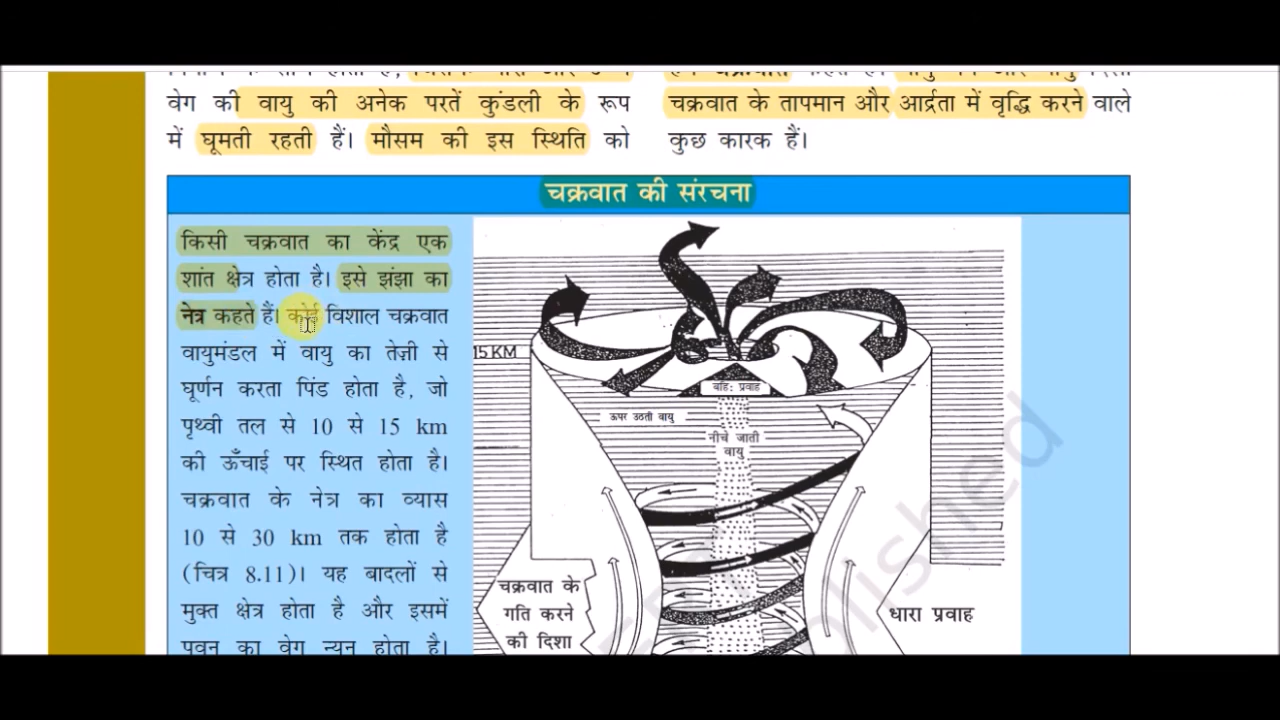 वेग की वायु की अनेक परतें कुंडली के रूप
में घूमती रहती हैं। मौसम की इस स्थिति को
चक्रवात के तापमान और आर्द्रता में वृद्धि करने वाले
कुछ कारक हैं।
चक्रवात की संरचना
किसी चक्रवात का केंद्र एक
शांत क्षेत्र होता है। इसे झंझा का
नेत्र कहते हैं। कोई विशाल चक्रवात
वायुमंडल में वायु का तेज़ी से
घूर्णन करता पिंड होता है, जो
पृथ्वी तल से 10 से 15 km
की ऊँचाई पर स्थित होता है।
चक्रवात के नेत्र का व्यास
10 से 30 km तक होता है
(चित्र 8.11)। यह बादलों से
मुक्त क्षेत्र होता है और इसमें
पवन का वेग न्यून होता है।
15 KM
बहि: प्रवाह
ऊपर उठती वायु
नीचे जाती
वायु
चक्रवात के
गति करने
की दिशा
धारा प्रवाह